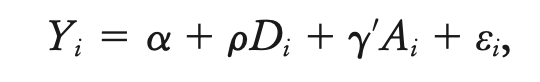 Yᵢ = α + ρDᵢ + γ′Aᵢ + εᵢ,